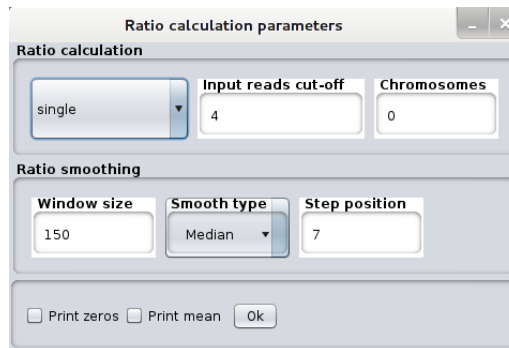 Ratio calculation parameters
Ratio calculation
Input reads cut-off Chromosomes
single 4 0
Ratio smoothing
Window size Smooth type Step position
150 Median 7
Print zeros Print mean Ok